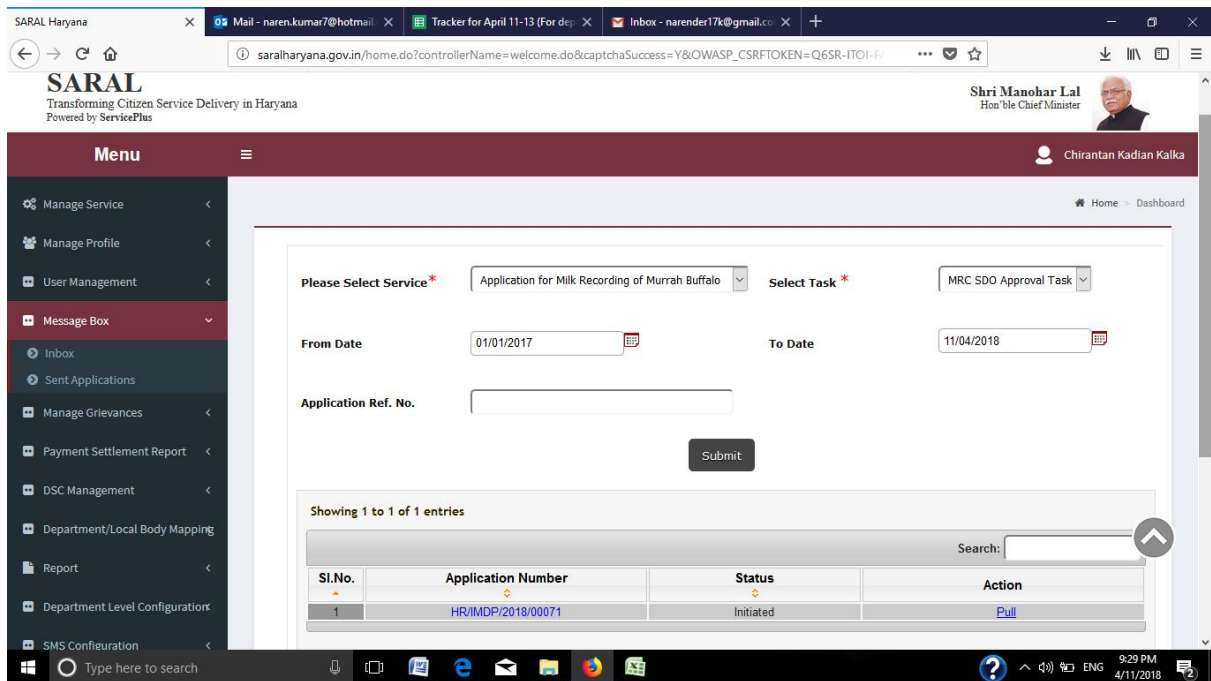 SARAL Haryana
Mail - naren.kumar7@hotmail.
Tracker for April 11-13 (For dep
Inbox - narender17k@gmail.co
saralharyana.gov.in/home.do?controllerName=welcome.do&captchaSuccess=Y&OWASP_CSRFTOKEN=Q6SR-ITOI-
SARAL
Transforming Citizen Service Delivery in Haryana
Powered by ServicePlus
Shri Manohar Lal
Hon'ble Chief Minister
Menu
Chirantan Kadian Kalka
Home > Dashboard
Manage Service
Manage Profile
User Management
Message Box
Inbox
Sent Applications
Manage Grievances
Payment Settlement Report
DSC Management
Department/Local Body Mapping
Report
Department Level Configuration
SMS Configuration
Please Select Service*
Application for Milk Recording of Murrah Buffalo
Select Task *
MRC SDO Approval Task
From Date
01/01/2017
To Date
11/04/2018
Application Ref. No.
Submit
Showing 1 to 1 of 1 entries
Search:
Sl.No. Application Number Status Action
1 HR/IMDP/2018/00071 Initiated Pull
Type here to search
ENG
9:29 PM
4/11/2018
2